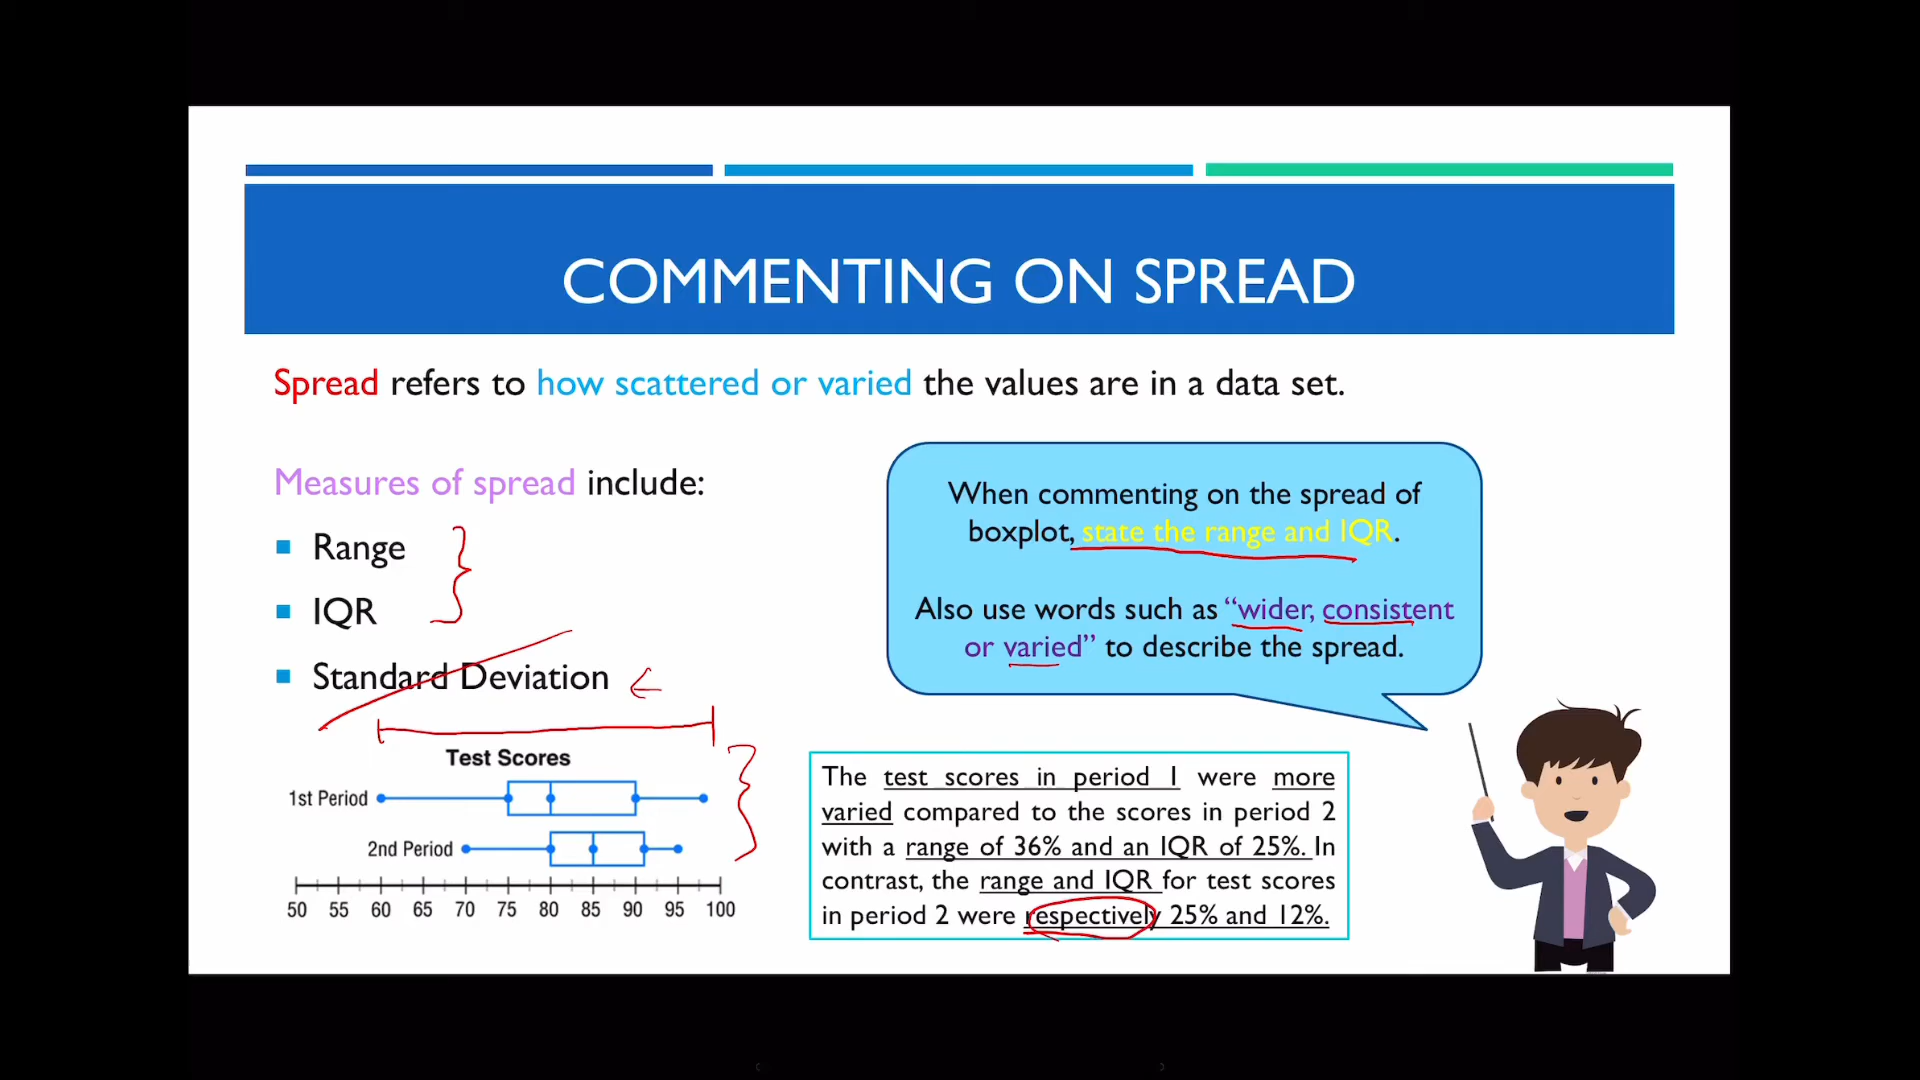 COMMENTING ON SPREAD
Spread refers to how scattered or varied the values are in a data set.
Measures of spread include:
Range
IQR
Standard Deviation
When commenting on the spread of
boxplot, state the range and IQR.
Also use words such as “wider, consistent
or varied” to describe the spread.
Test Scores
1st Period
2nd Period
50 55 60 65 70 75 80 85 90 95 100
The test scores in period 1 were more
varied compared to the scores in period 2
with a range of 36% and an IQR of 25%. In
contrast, the range and IQR for test scores
in period 2 were respectively 25% and 12%.